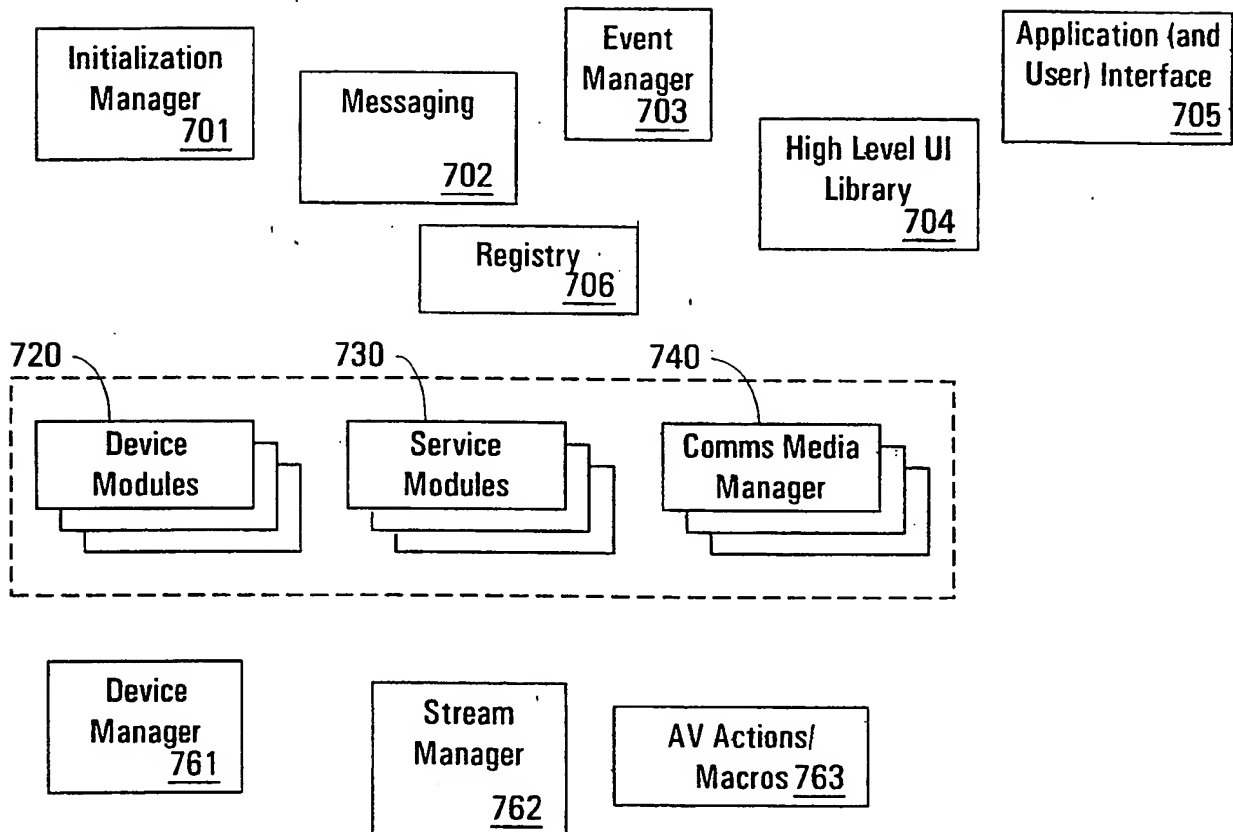 Initialization
Manager
701
Messaging
702
Event
Manager
703
High Level UI
Library
704
Application (and
User) Interface
705
Registry
706
720
730
740
Device
Modules
Service
Modules
Comms Media
Manager
Device
Manager
761
Stream
Manager
762
AV Actions/
Macros 763